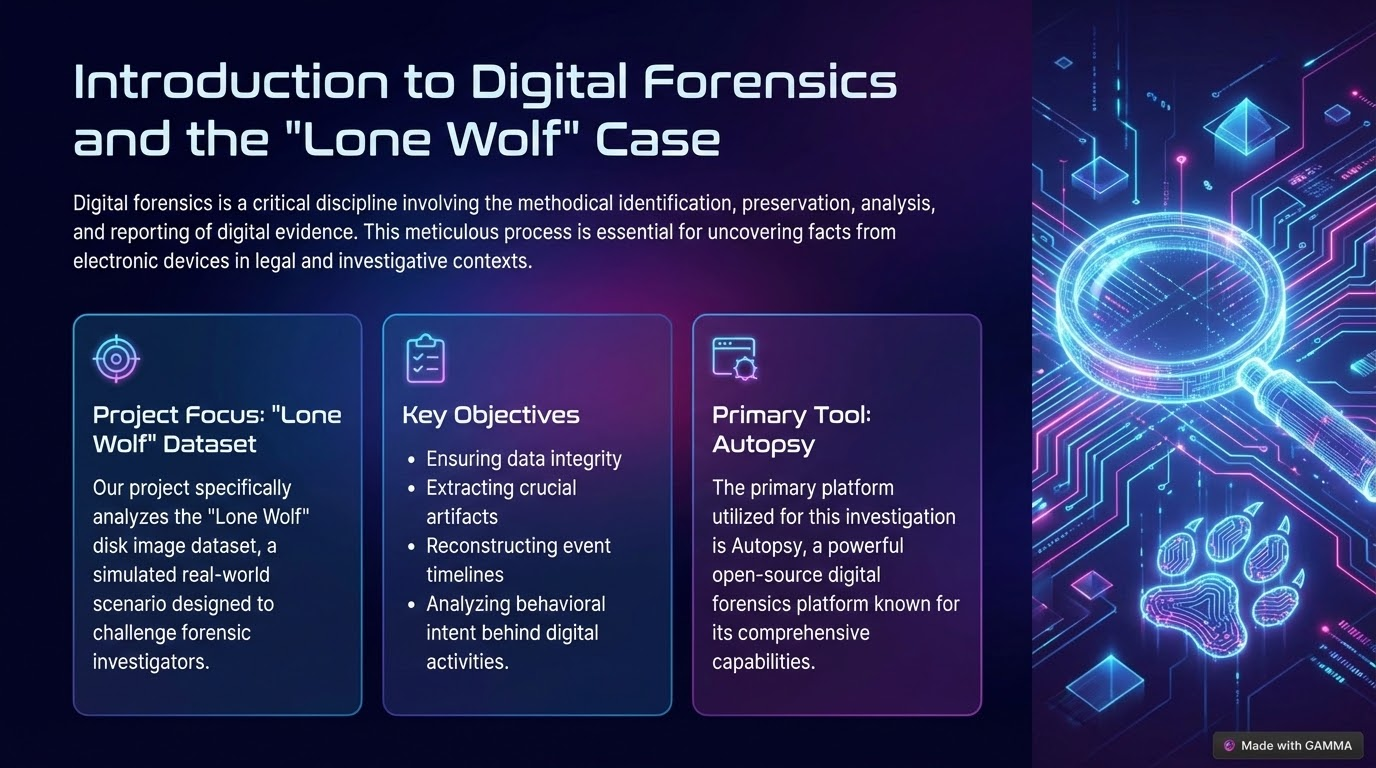 Introduction to Digital Forensics
and the "Lone Wolf" Case
Digital forensics is a critical discipline involving the methodical identification, preservation, analysis,
and reporting of digital evidence. This meticulous process is essential for uncovering facts from
electronic devices in legal and investigative contexts.
Project Focus: "Lone
Wolf" Dataset
Our project specifically
analyzes the "Lone Wolf"
disk image dataset, a
simulated real-world
scenario designed to
challenge forensic
investigators.
Key Objectives
• Ensuring data integrity
• Extracting crucial
artifacts
• Reconstructing event
timelines
• Analyzing behavioral
intent behind digital
activities.
Primary Tool:
Autopsy
The primary platform
utilized for this investigation
is Autopsy, a powerful
open-source digital
forensics platform known for
its comprehensive
capabilities.
Made with GAMMA